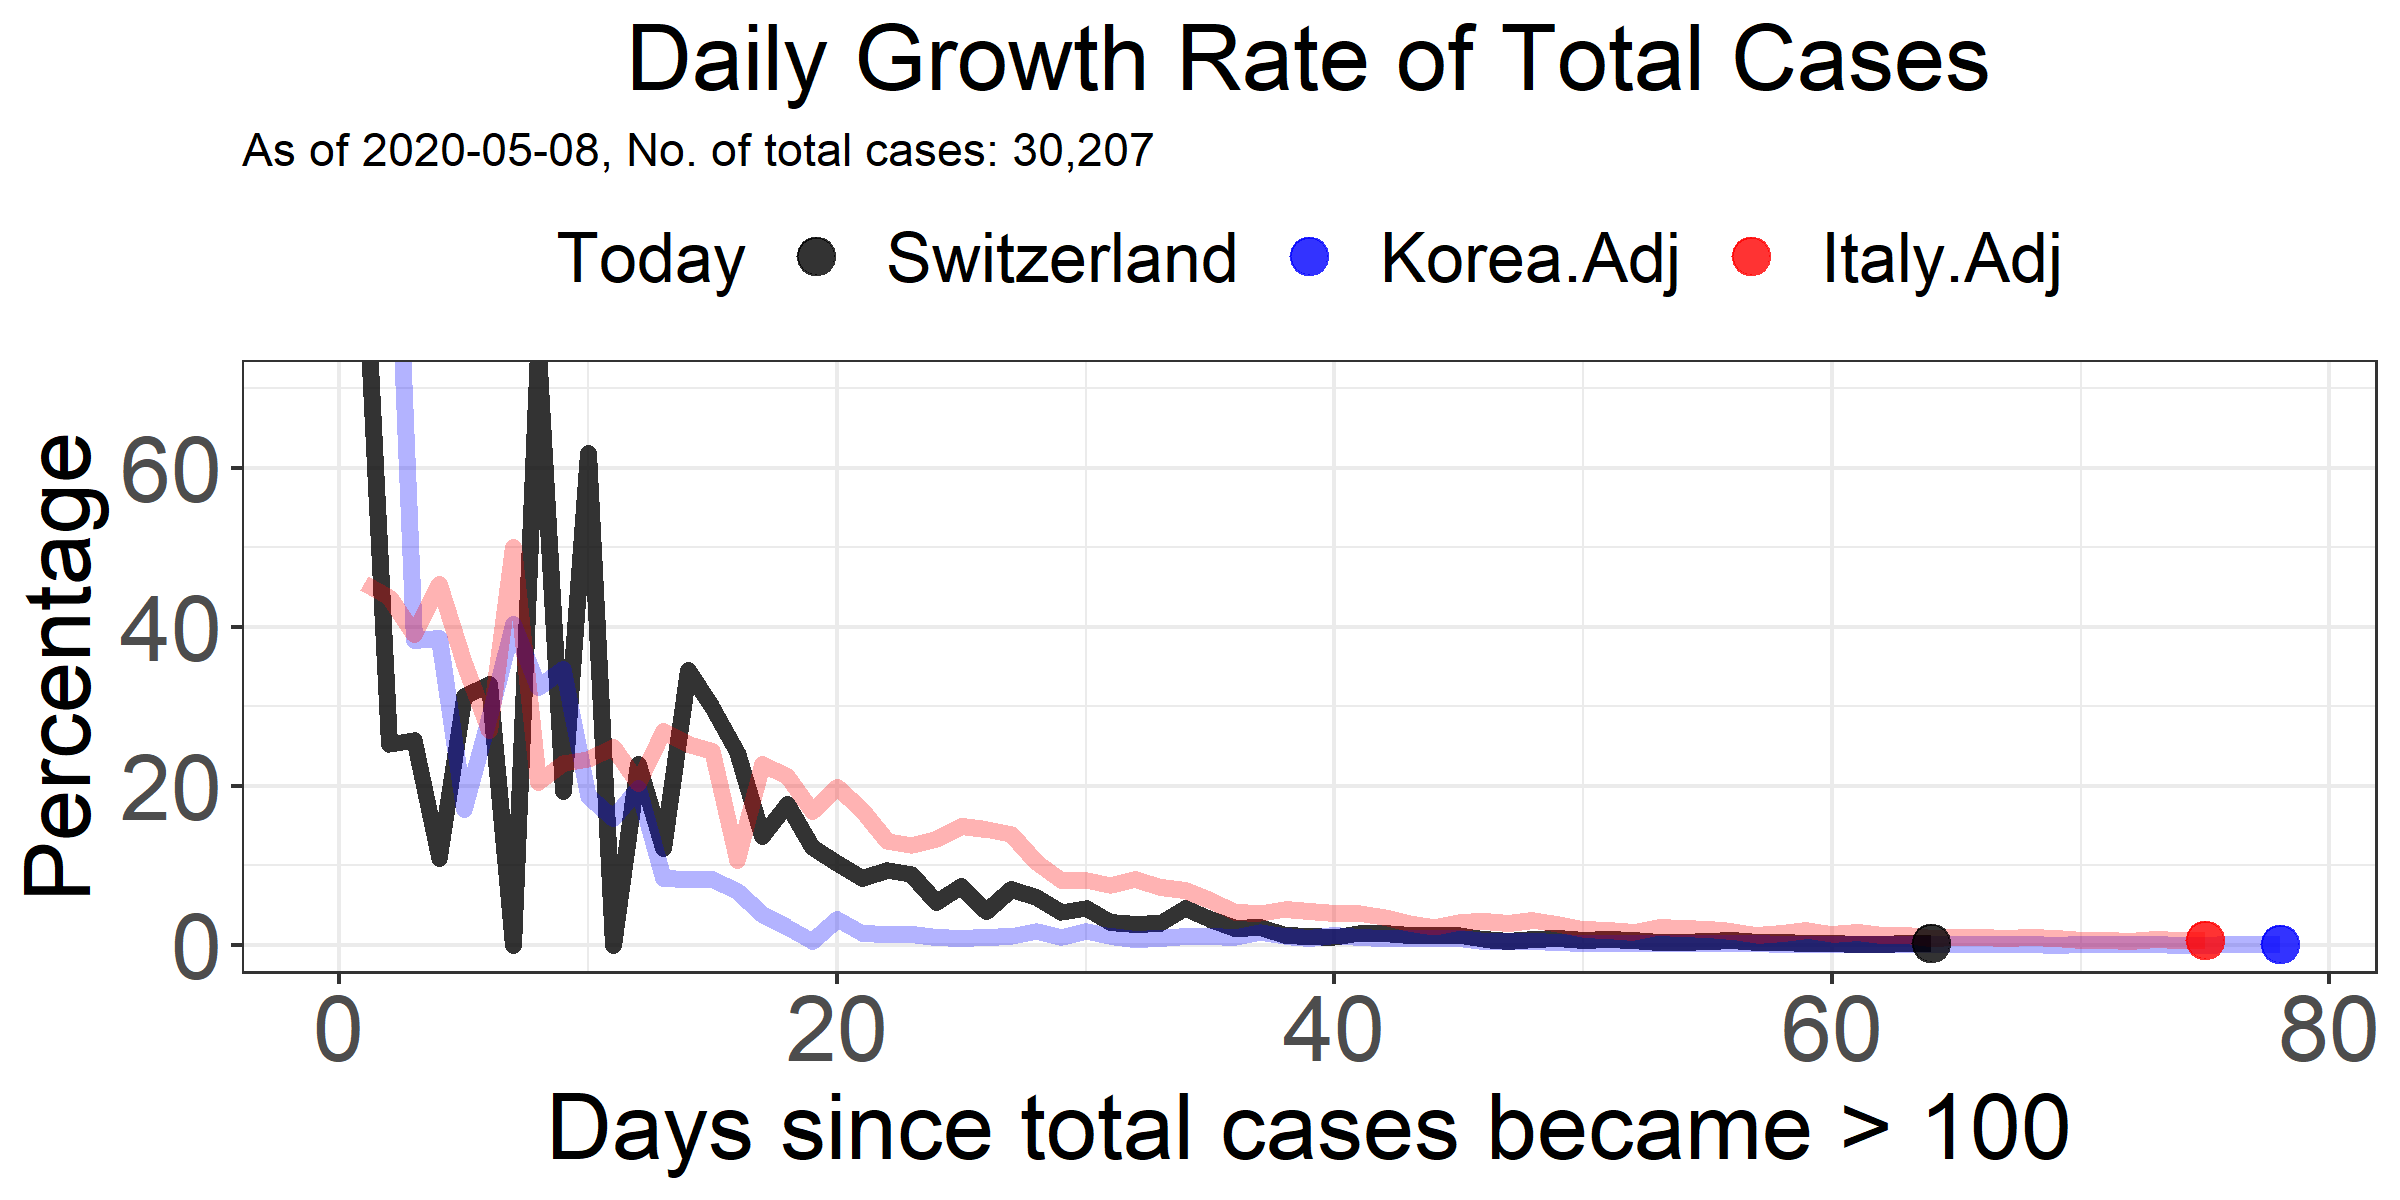 Daily Growth Rate of Total Cases
As of 2020-05-08, No. of total cases: 30,207
Today Switzerland Korea.Adj Italy.Adj
Percentage
60
40
20
0
0 20 40 60 80
Days since total cases became > 100